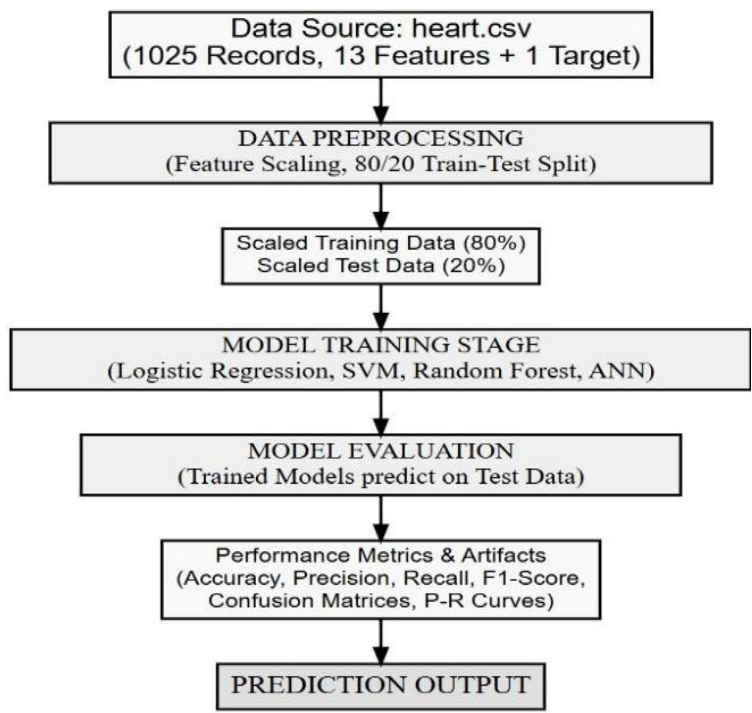 Data Source: heart.csv
(1025 Records, 13 Features + 1 Target)
DATA PREPROCESSING
(Feature Scaling, 80/20 Train-Test Split)
Scaled Training Data (80%)
Scaled Test Data (20%)
MODEL TRAINING STAGE
(Logistic Regression, SVM, Random Forest, ANN)
MODEL EVALUATION
(Trained Models predict on Test Data)
Performance Metrics & Artifacts
(Accuracy, Precision, Recall, F1-Score,
Confusion Matrices, P-R Curves)
PREDICTION OUTPUT